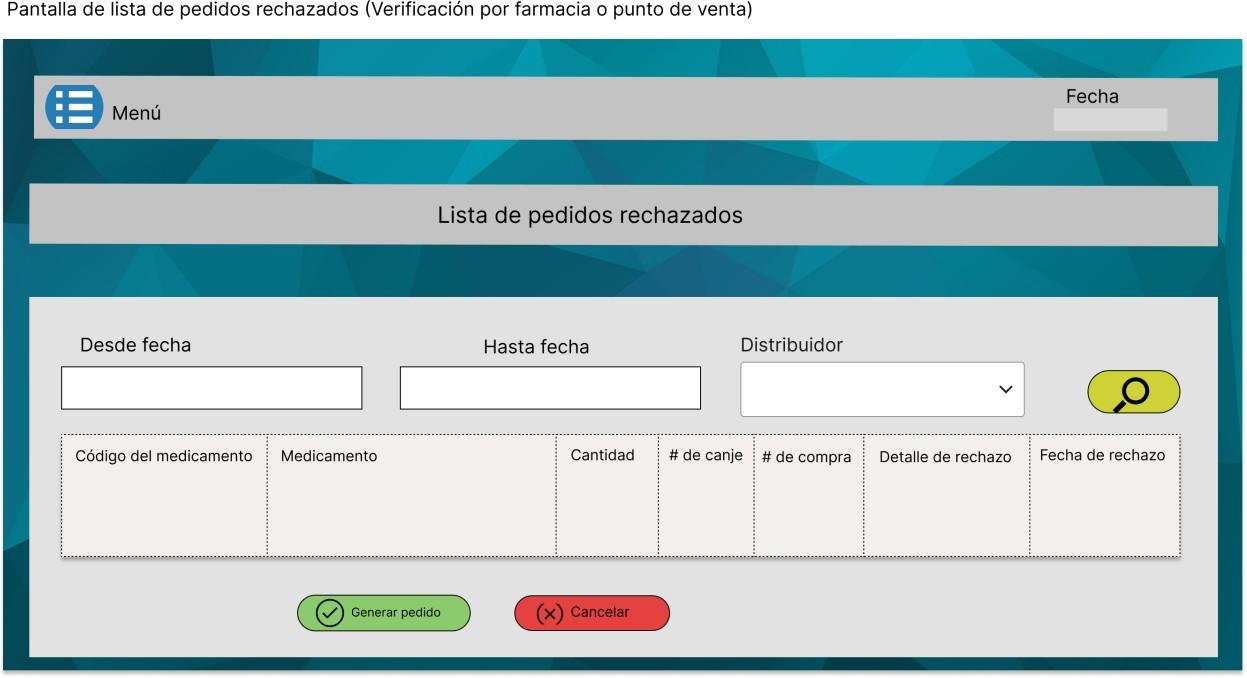 Pantalla de lista de pedidos rechazados (Verificación por farmacia o punto de venta)
Menú
Fecha
Lista de pedidos rechazados
Desde fecha
Hasta fecha
Distribuidor
Código del medicamento
Medicamento
Cantidad
# de canje
# de compra
Detalle de rechazo
Fecha de rechazo
Generar pedido
Cancelar